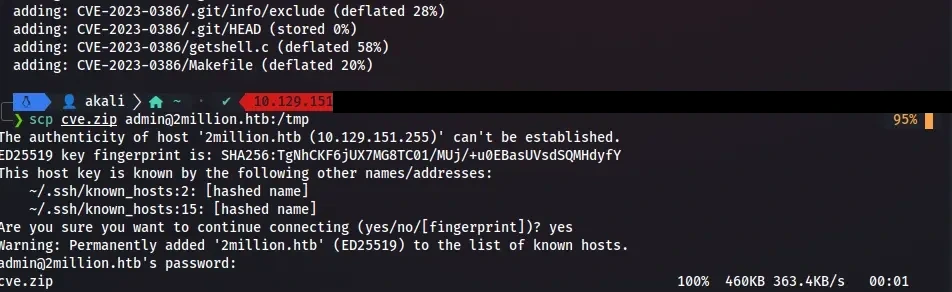 adding: CVE-2023-0386/.git/info/exclude (deflated 28%)
adding: CVE-2023-0386/.git/HEAD (stored 0%)
adding: CVE-2023-0386/getshell.c (deflated 58%)
adding: CVE-2023-0386/Makefile (deflated 20%)
akali ~ · ✔ 10.129.151
❯ scp cve.zip admin@2million.htb:/tmp 95%
The authenticity of host '2million.htb (10.129.151.255)' can't be established.
ED25519 key fingerprint is: SHA256:TgNhCKF6jUX7MG8TC01/MUj/+u0EBasUVsdSQMHdyfY
This host key is known by the following other names/addresses:
~/.ssh/known_hosts:2: [hashed name]
~/.ssh/known_hosts:15: [hashed name]
Are you sure you want to continue connecting (yes/no/[fingerprint])? yes
Warning: Permanently added '2million.htb' (ED25519) to the list of known hosts.
admin@2million.htb's password:
cve.zip 100% 460KB 363.4KB/s 00:01